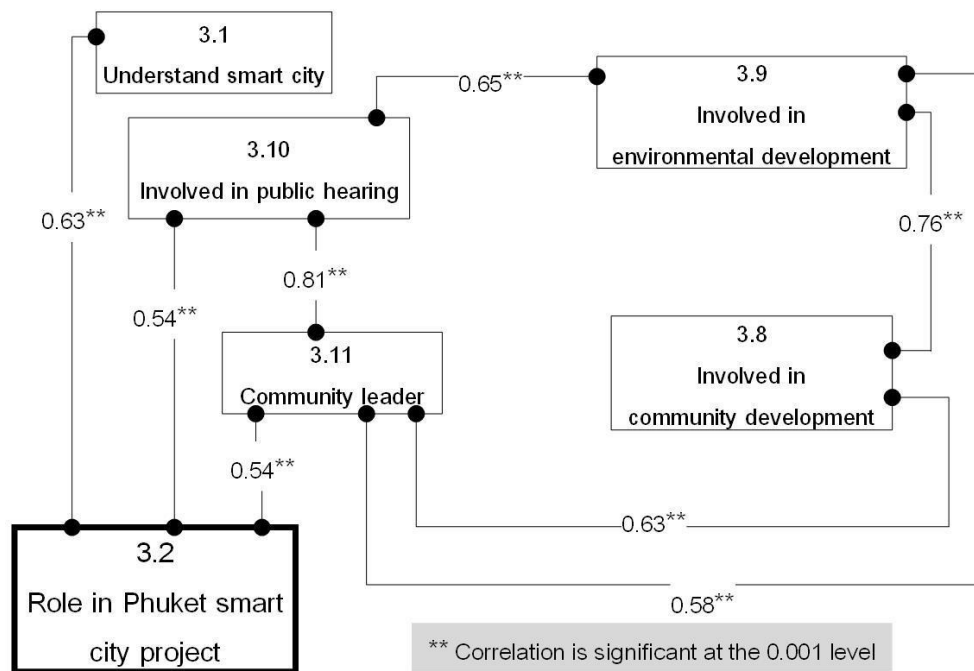 3.1
Understand smart city
0.65**
3.9
Involved in
environmental development
3.10
Involved in public hearing
0.63**
0.76**
0.81**
0.54**
3.11
Community leader
3.8
Involved in
community development
0.54**
0.63**
3.2
Role in Phuket smart
city project
0.58**
** Correlation is significant at the 0.001 level